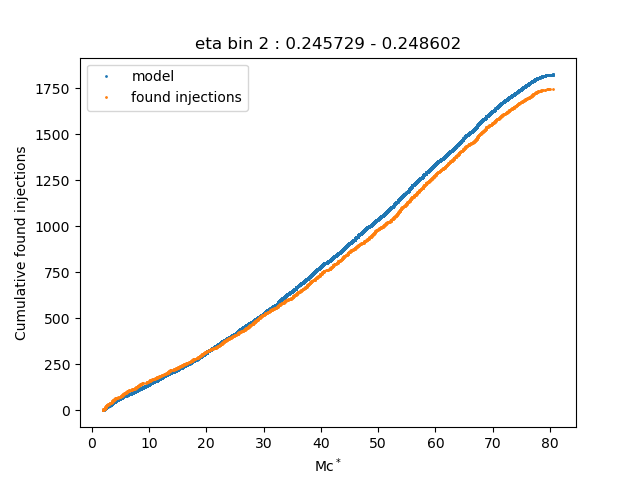 eta bin 2 : 0.245729 - 0.248602
model
found injections
Cumulative found injections
1750
1500
1250
1000
750
500
250
0
0 10 20 30 40 50 60 70 80
Mc*